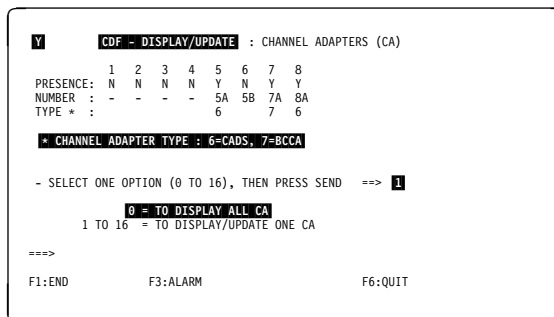 Y CDF - DISPLAY/UPDATE : CHANNEL ADAPTERS (CA)
1 2 3 4 5 6 7 8
PRESENCE: N N N N Y N Y Y
NUMBER : - - - - 5A 5B 7A 8A
TYPE * : 6 7 6
* CHANNEL ADAPTER TYPE : 6=CADS, 7=BCCA
- SELECT ONE OPTION (0 TO 16), THEN PRESS SEND ==> 1
0 = TO DISPLAY ALL CA
1 TO 16 = TO DISPLAY/UPDATE ONE CA
===>
F1:END F3:ALARM F6:QUIT